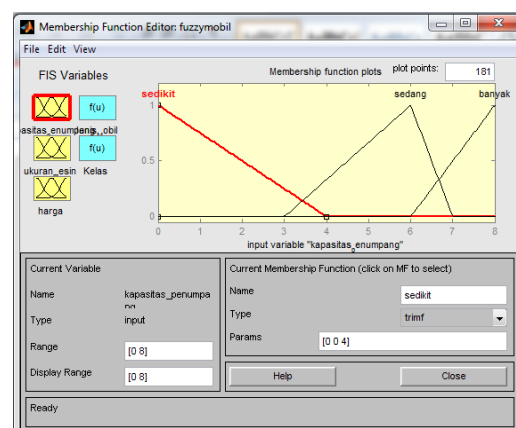 Membership Function Editor: fuzzymobil
File Edit View
FIS Variables
Membership function plots
plot points:
181
f(u)
f(u)
ukuran_esin
Kelas
harga
sedikit
sedang
banyak
1
0.5
0
0 1 2 3 4 5 6 7 8
input variable "kapasitas_enumpang"
Current Variable
Name kapasitas_penumpa
Type input
Range [0 8]
Display Range [0 8]
Current Membership Function (click on MF to select)
Name sedikit
Type trimf
Params [0 0 4]
Help
Close
Ready